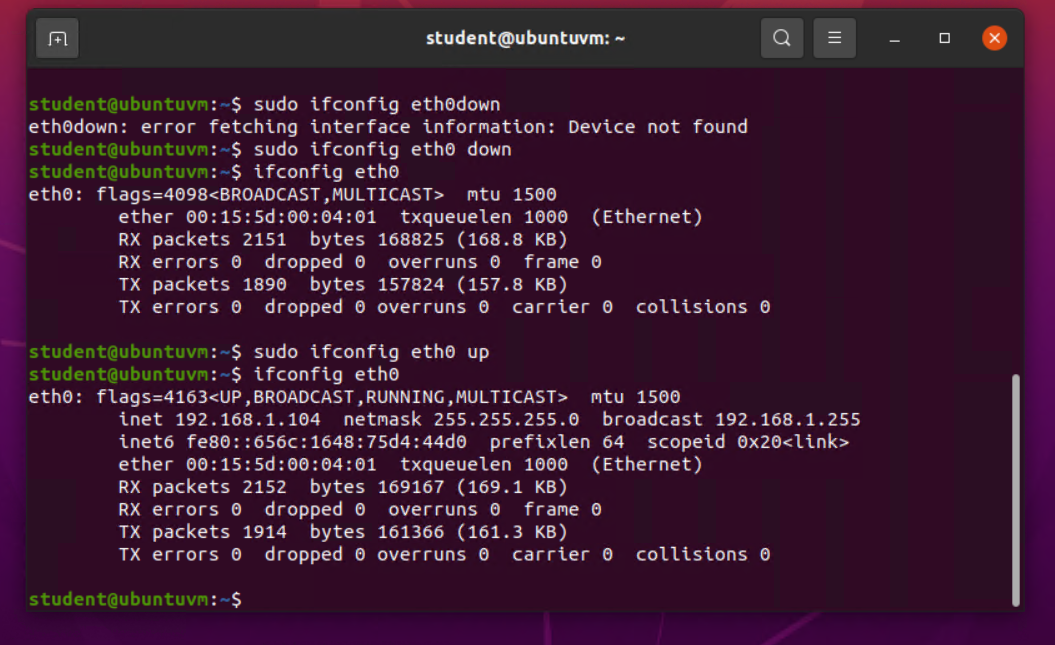 student@ubuntuvm: ~
student@ubuntuvm:~$ sudo ifconfig eth0down
eth0down: error fetching interface information: Device not found
student@ubuntuvm:~$ sudo ifconfig eth0 down
student@ubuntuvm:~$ ifconfig eth0
eth0: flags=4098<BROADCAST,MULTICAST>  mtu 1500
        ether 00:15:5d:00:04:01  txqueuelen 1000  (Ethernet)
        RX packets 2151  bytes 168825 (168.8 KB)
        RX errors 0  dropped 0  overruns 0  frame 0
        TX packets 1890  bytes 157824 (157.8 KB)
        TX errors 0  dropped 0 overruns 0  carrier 0  collisions 0
student@ubuntuvm:~$ sudo ifconfig eth0 up
student@ubuntuvm:~$ ifconfig eth0
eth0: flags=4163<UP,BROADCAST,RUNNING,MULTICAST>  mtu 1500
        inet 192.168.1.104  netmask 255.255.255.0  broadcast 192.168.1.255
        inet6 fe80::656c:1648:75d4:44d0  prefixlen 64  scopeid 0x20<link>
        ether 00:15:5d:00:04:01  txqueuelen 1000  (Ethernet)
        RX packets 2152  bytes 169167 (169.1 KB)
        RX errors 0  dropped 0  overruns 0  frame 0
        TX packets 1914  bytes 161366 (161.3 KB)
        TX errors 0  dropped 0 overruns 0  carrier 0  collisions 0
student@ubuntuvm:~$